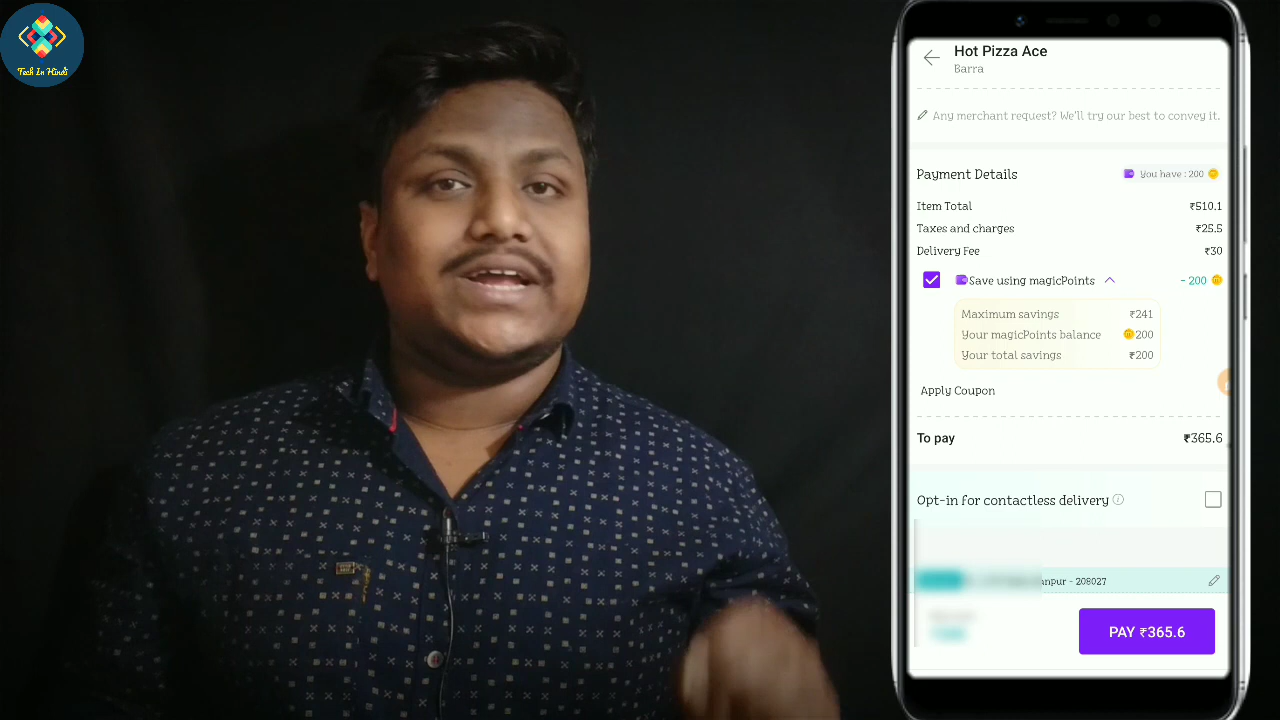 Tech In Hindi
Hot Pizza Ace
Barra
Any merchant request? We'll try our best to convey it.
Payment Details
You have : 200
Item Total ₹510.1
Taxes and charges ₹25.5
Delivery Fee ₹30
Save using magicPoints - 200
Maximum savings ₹241
Your magicPoints balance 200
Your total savings ₹200
Apply Coupon
To pay ₹365.6
Opt-in for contactless delivery
- 208027
PAY ₹365.6